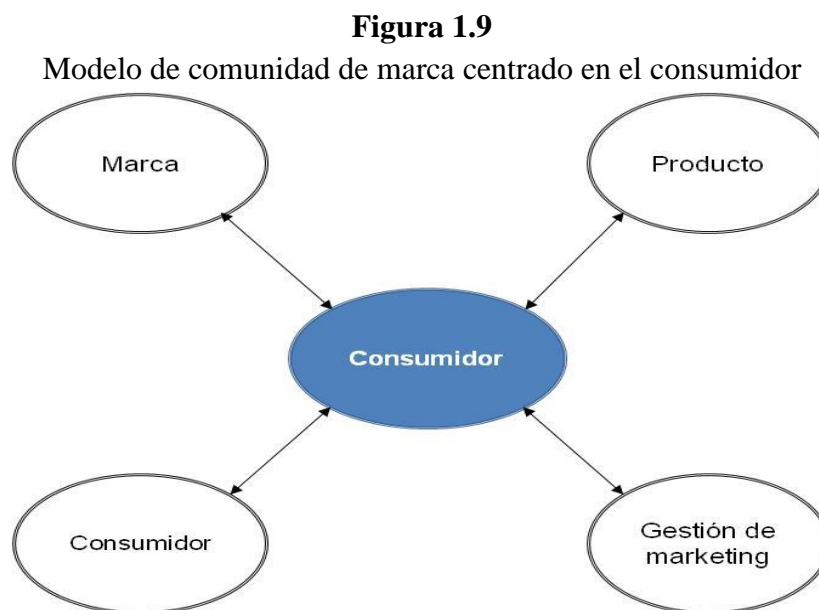 Figura 1.9
Modelo de comunidad de marca centrado en el consumidor
Marca
Producto
Consumidor
Consumidor
Gestión de
marketing